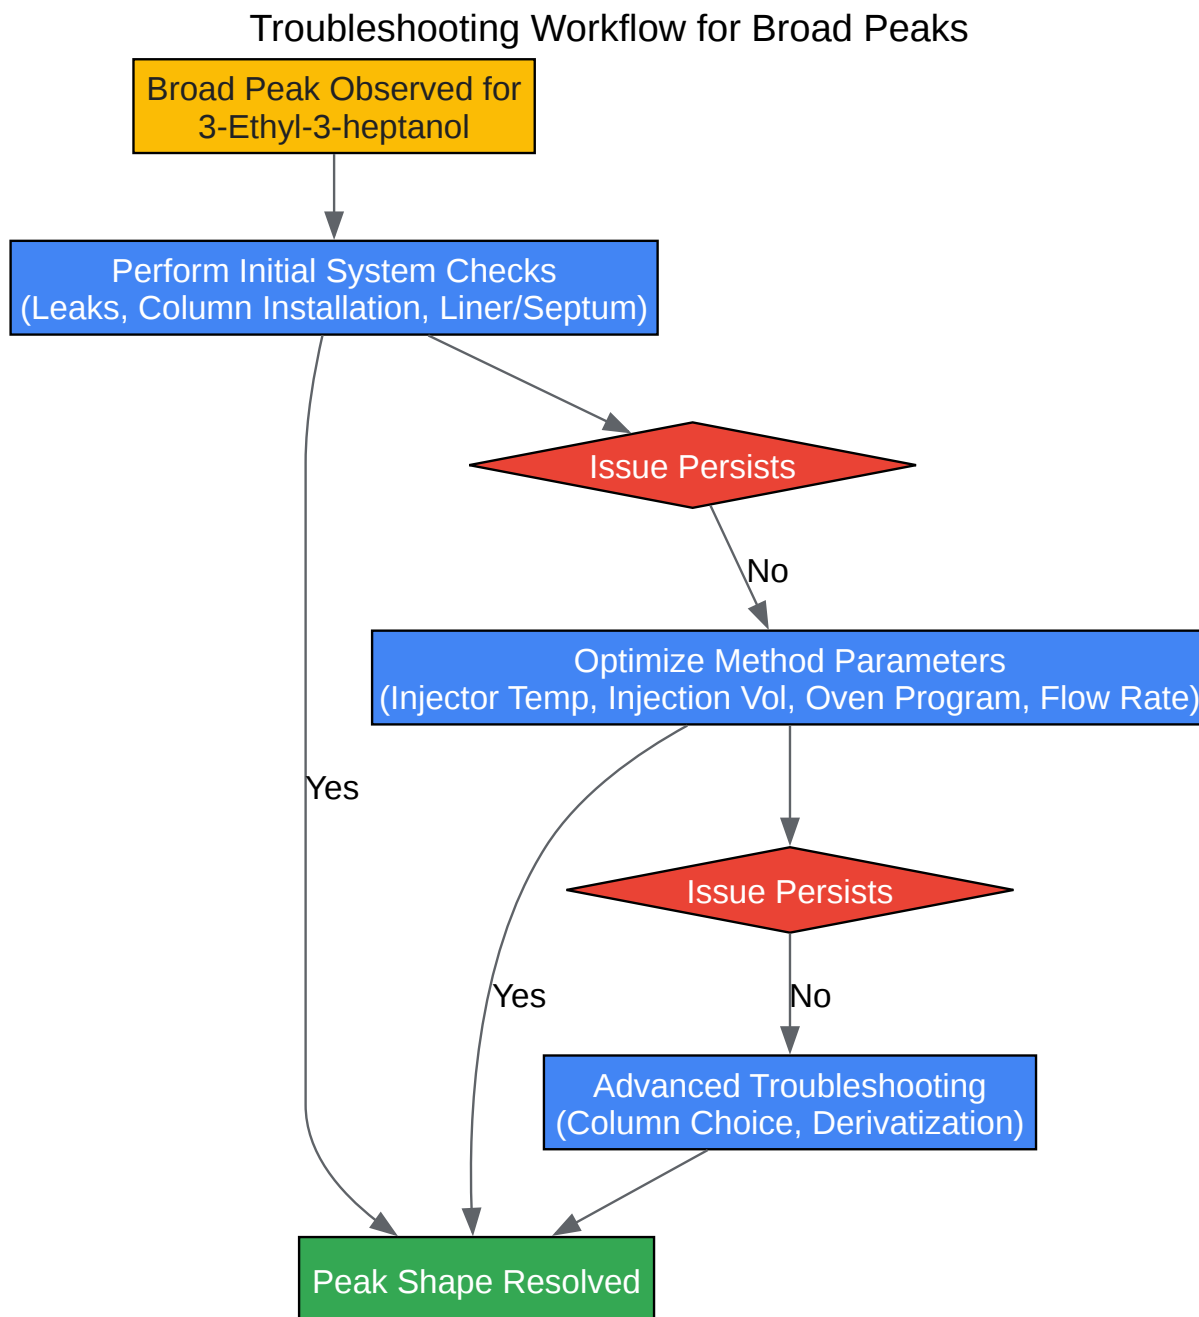 Troubleshooting Workflow for Broad Peaks
Broad Peak Observed for
3-Ethyl-3-heptanol
Perform Initial System Checks
(Leaks, Column Installation, Liner/Septum)
Issue Persists
No
Optimize Method Parameters
(Injector Temp, Injection Vol, Oven Program, Flow Rate)
Yes
Issue Persists
Yes
No
Advanced Troubleshooting
(Column Choice, Derivatization)
Peak Shape Resolved